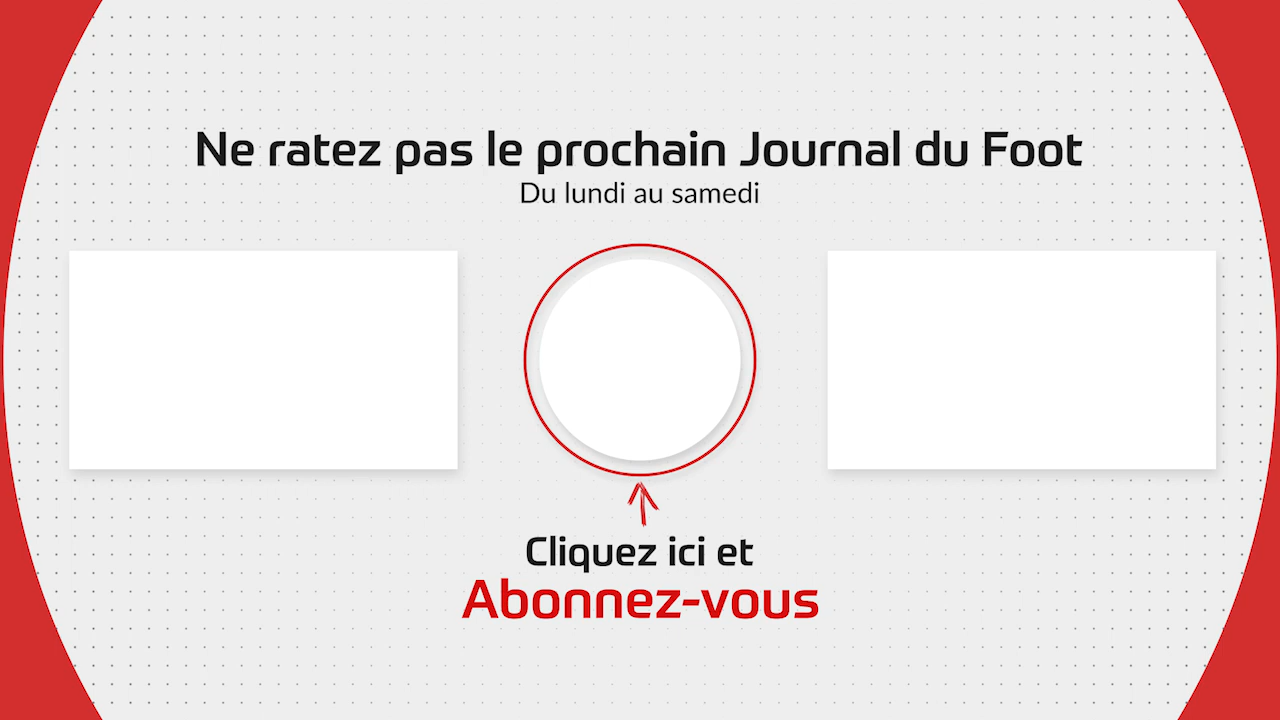 Ne ratez pas le prochain Journal du Foot
Du lundi au samedi
Cliquez ici et
Abonnez-vous